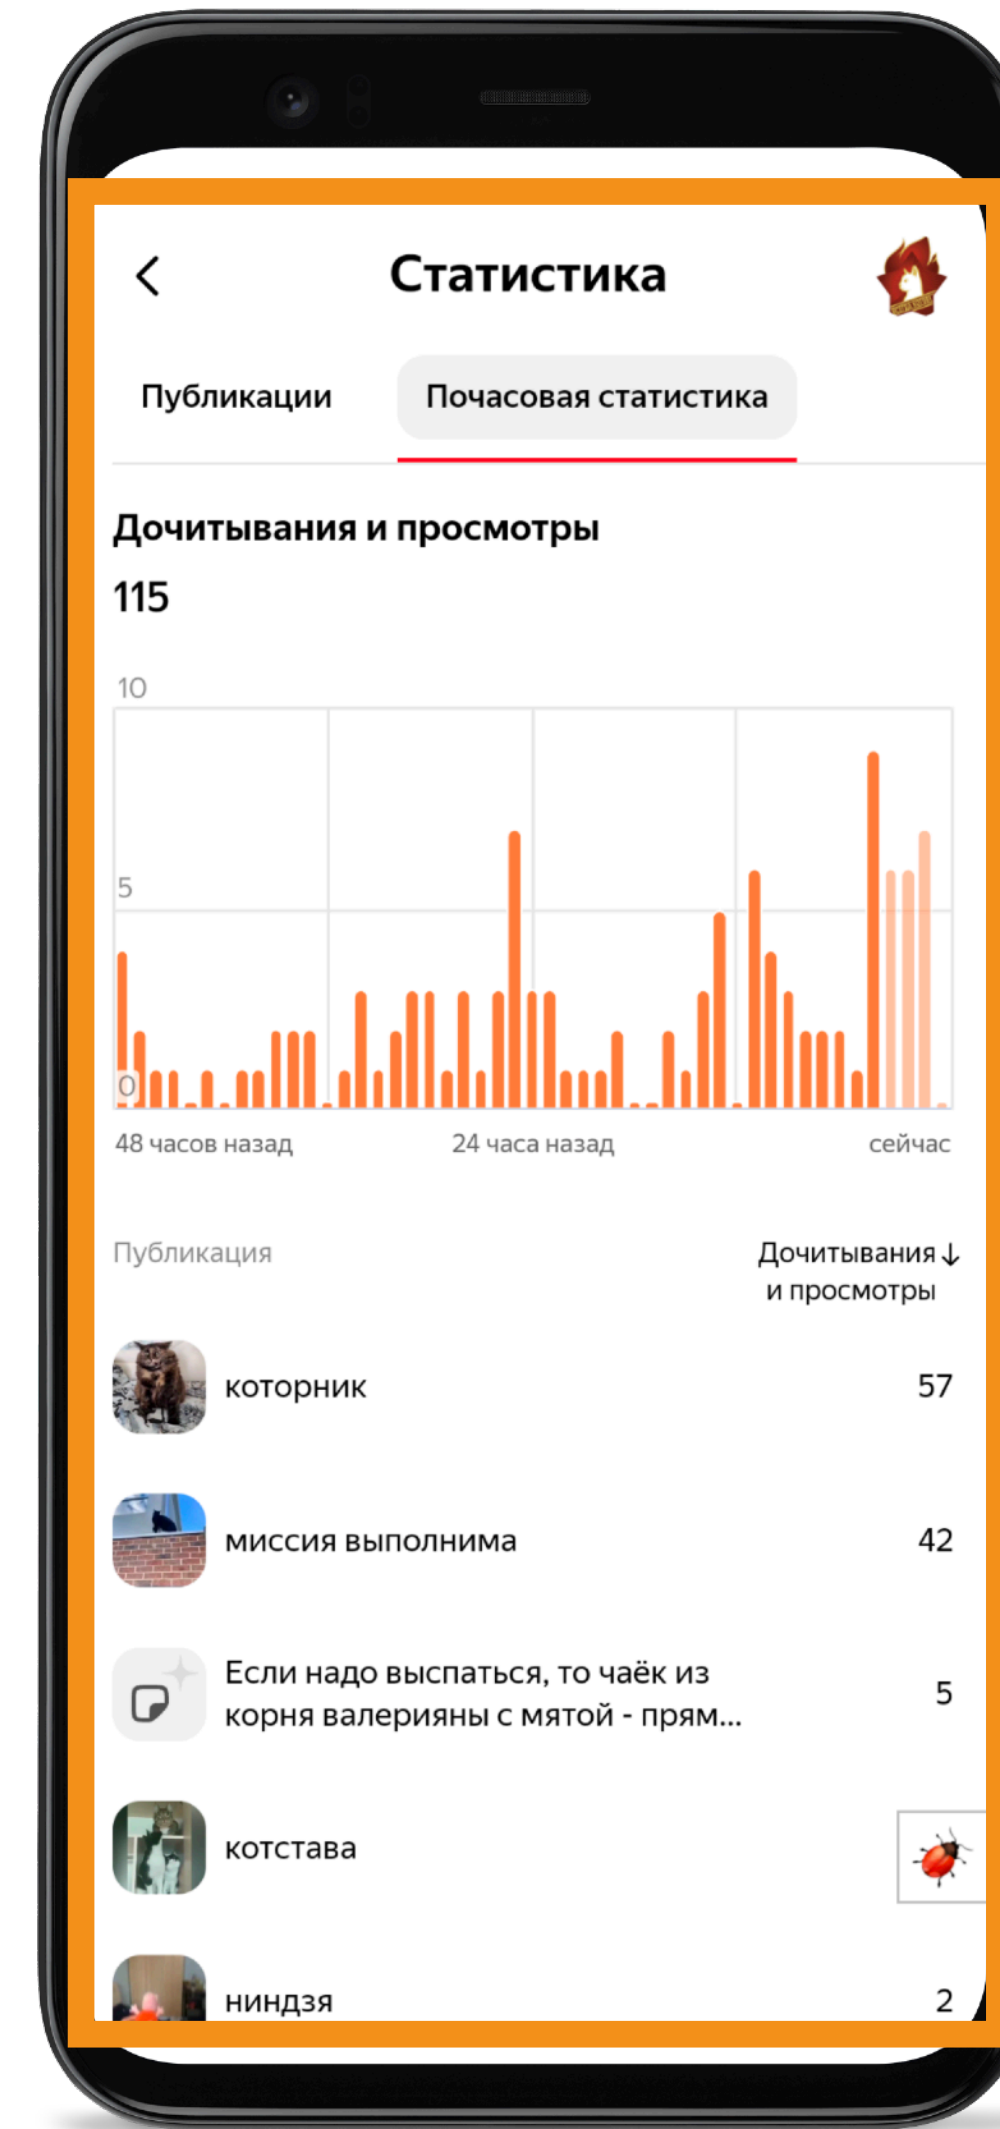 Статистика
Публикации
Почасовая статистика
Дочитывания и просмотры
115
10
5
0
48 часов назад
24 часа назад
сейчас
Публикация
Дочитывания↓
и просмотры
которник
57
миссия выполнима
42
Если надо выспаться, то чаёк из
корня валерияны с мятой - прям...
5
котстава
ниндзя
2